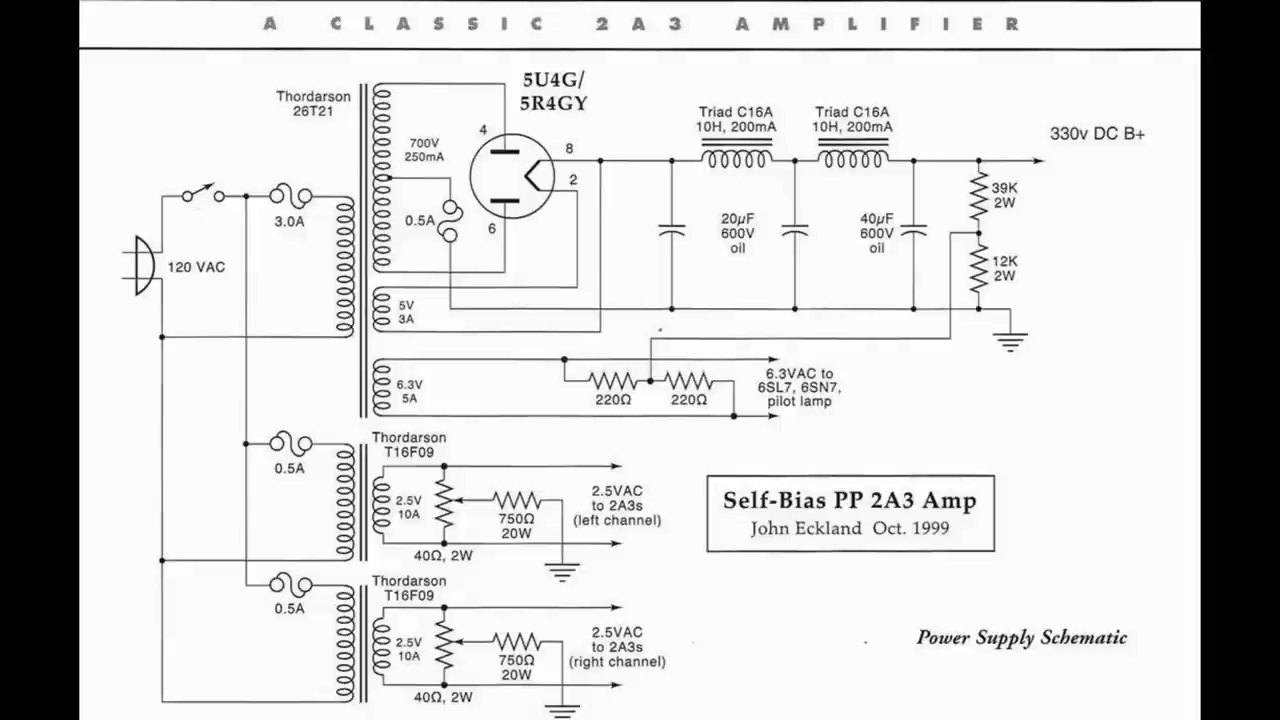 A CLASSIC 2A3 AMPLIFIER
5U4G/
5R4GY
Thordarson
26T21
700V
250mA
0.5A
4
8
2
6
Triad C16A
10H, 200mA
Triad C16A
10H, 200mA
330v DC B+
39K
2W
12K
2W
20µF
600V
oil
40µF
600V
oil
3.0A
120 VAC
5V
3A
6.3V
5A
220Ω
220Ω
6.3VAC to
6SL7, 6SN7,
pilot lamp
Thordarson
T16F09
0.5A
2.5V
10A
40Ω, 2W
750Ω
20W
2.5VAC
to 2A3s
(left channel)
Self-Bias PP 2A3 Amp
John Eckland Oct. 1999
Thordarson
T16F09
0.5A
2.5V
10A
40Ω, 2W
750Ω
20W
2.5VAC
to 2A3s
(right channel)
Power Supply Schematic